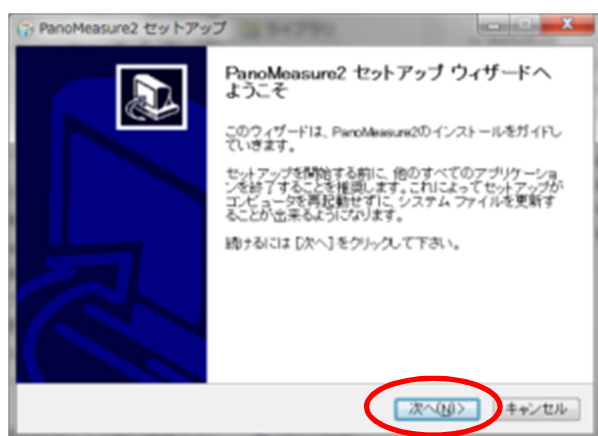 PanoMeasure2 セットアップ
PanoMeasure2 セットアップ ウィザードへ
ようこそ
このウィザードは、PanoMeasure2のインストールをガイドし
ていきます。
セットアップを開始する前に、他のすべてのアプリケーショ
ンを終了することを推奨します。これによってセットアップが
コンピュータを再起動せずに、システム ファイルを更新す
ることが出来るようになります。
続けるには [次へ] をクリックして下さい。
次へ(N)>
キャンセル